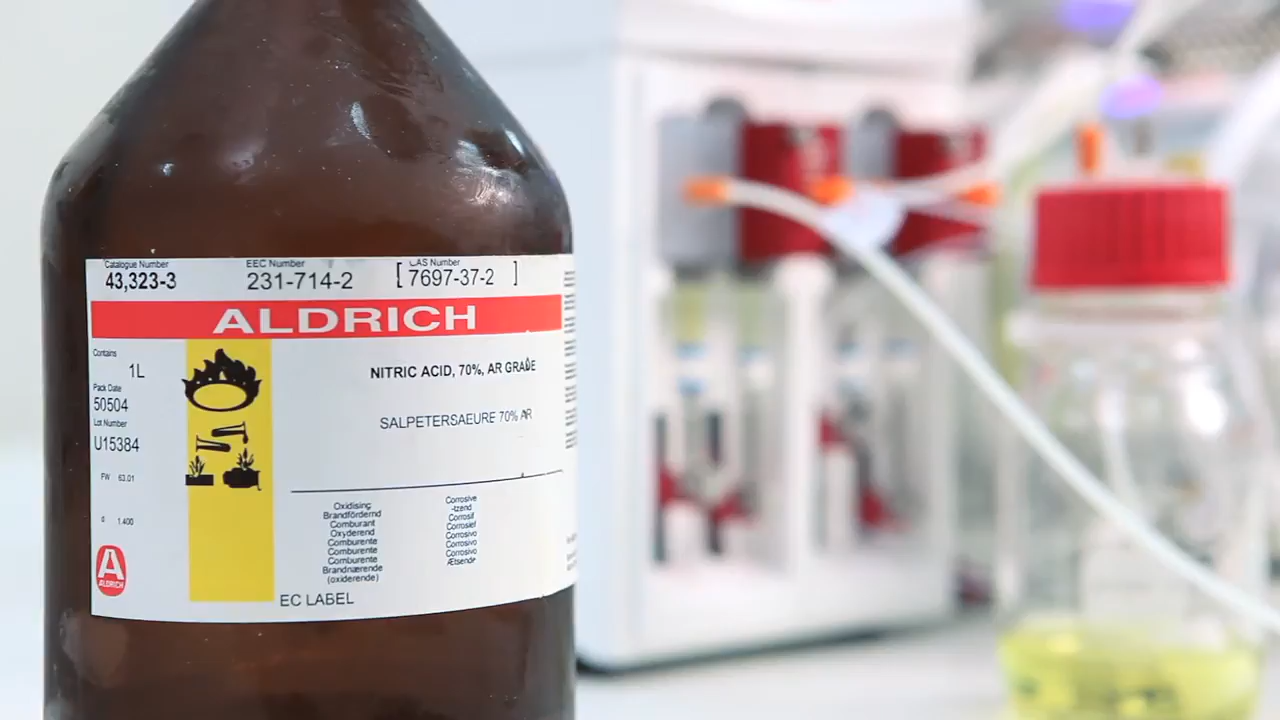 Catalogue Number EEC Number CAS Number
43,323-3 231-714-2 [ 7697-37-2 ]
ALDRICH
Contains
1L
Pack Date
50504
Lot Number
U15384
FW 63.01
d 1.400
A
ALDRICH
NITRIC ACID, 70%, AR GRADE
SALPETERSAEURE 70% AR
Oxidising
Brandfördernd
Comburant
Oxyderend
Comburente
Comburente
Comburente
Brandnærende
(oxiderende)
Corrosive
-tzend
Corrosif
Corrosief
Corrosivo
Corrosivo
Corrosivo
Ætsende
EC LABEL